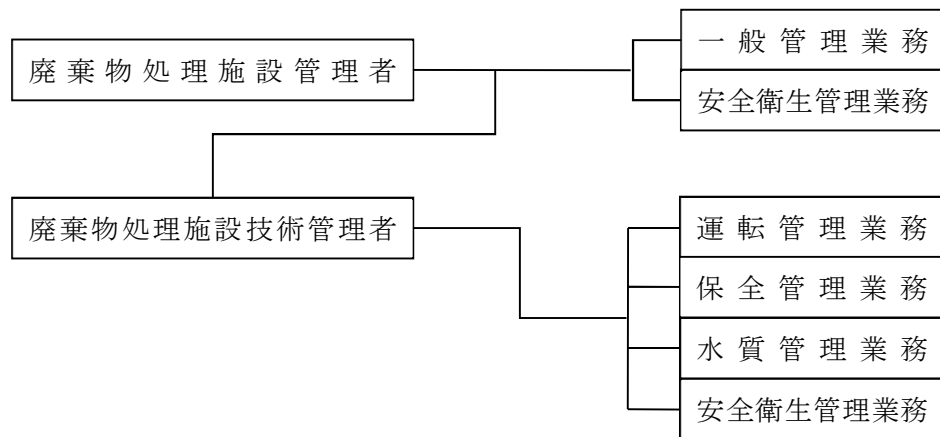 廃棄物処理施設管理者
一般管理業務
安全衛生管理業務
廃棄物処理施設技術管理者
運転管理業務
保全管理業務
水質管理業務
安全衛生管理業務